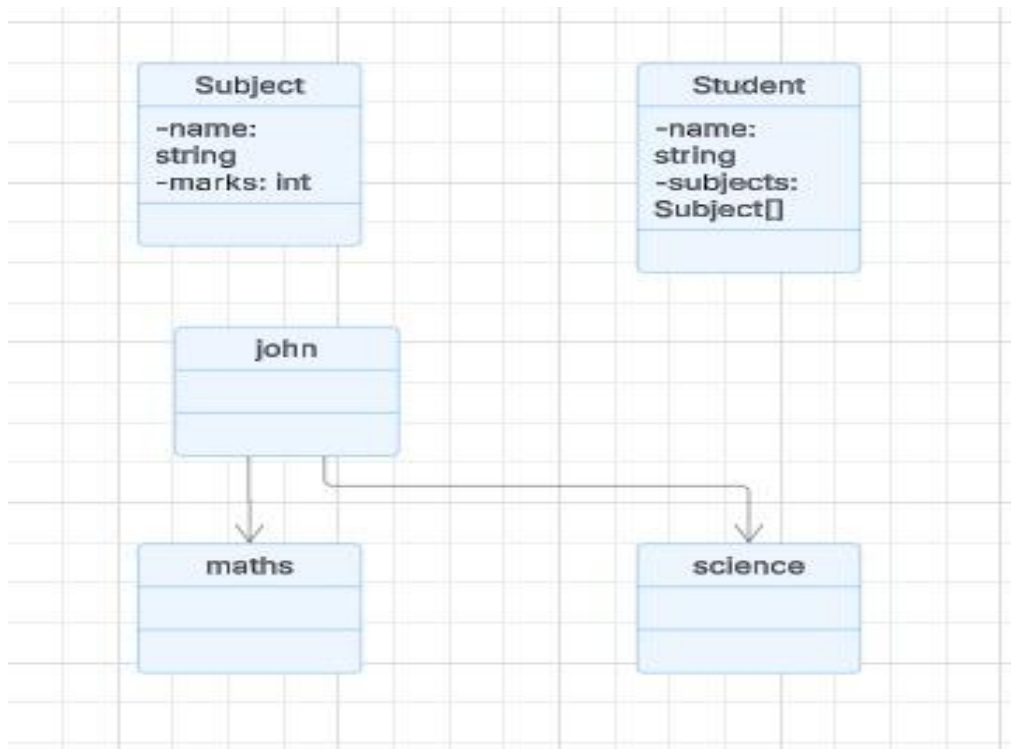 Subject
-name:
string
-marks: int
Student
-name:
string
-subjects:
Subject[]
john
maths
science